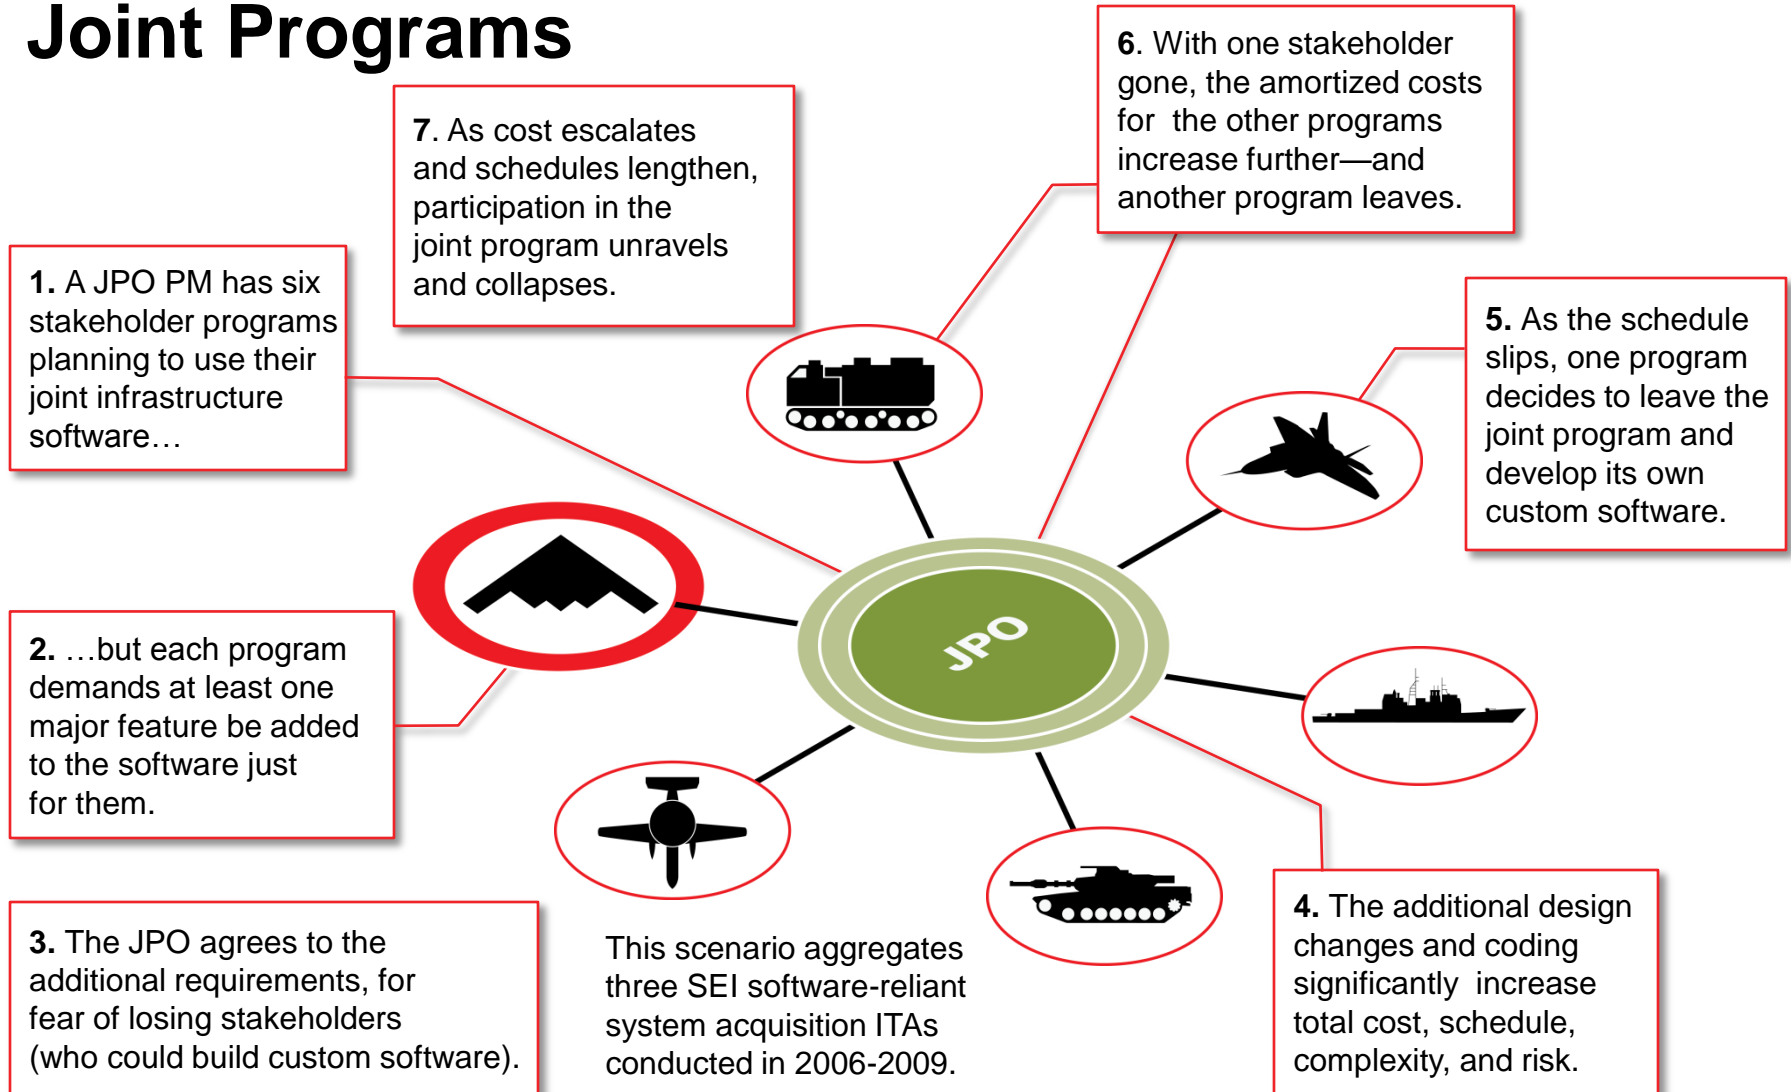 Joint Programs
1. A JPO PM has six
stakeholder programs
planning to use their
joint infrastructure
software…
2. …but each program
demands at least one
major feature be added
to the software just
for them.
3. The JPO agrees to the
additional requirements, for
fear of losing stakeholders
(who could build custom software).
4. The additional design
changes and coding
significantly increase
total cost, schedule,
complexity, and risk.
5. As the schedule
slips, one program
decides to leave the
joint program and
develop its own
custom software.
6. With one stakeholder
gone, the amortized costs
for the other programs
increase further—and
another program leaves.
7. As cost escalates
and schedules lengthen,
participation in the
joint program unravels
and collapses.
JPO
This scenario aggregates
three SEI software-reliant
system acquisition ITAs
conducted in 2006-2009.